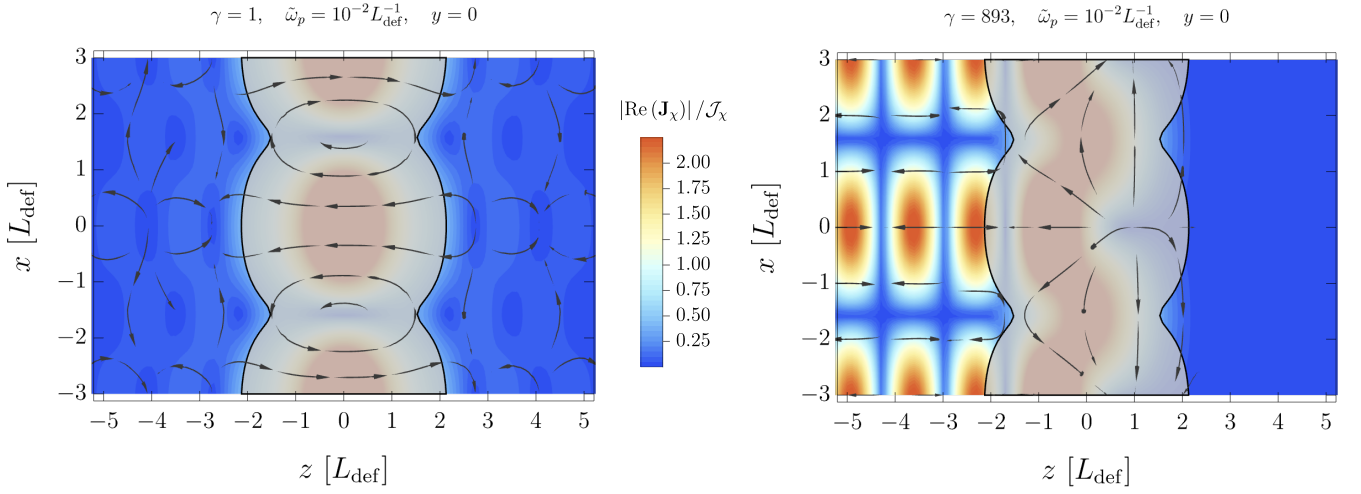 γ = 1, ω̃_p = 10⁻² L_def⁻¹, y = 0
x [L_def]
3
2
1
0
−1
−2
−3
−5 −4 −3 −2 −1 0 1 2 3 4 5
z [L_def]
|Re (J_χ)| / 𝒥_χ
2.00
1.75
1.50
1.25
1.00
0.75
0.50
0.25
γ = 893, ω̃_p = 10⁻² L_def⁻¹, y = 0
x [L_def]
3
2
1
0
−1
−2
−3
−5 −4 −3 −2 −1 0 1 2 3 4 5
z [L_def]